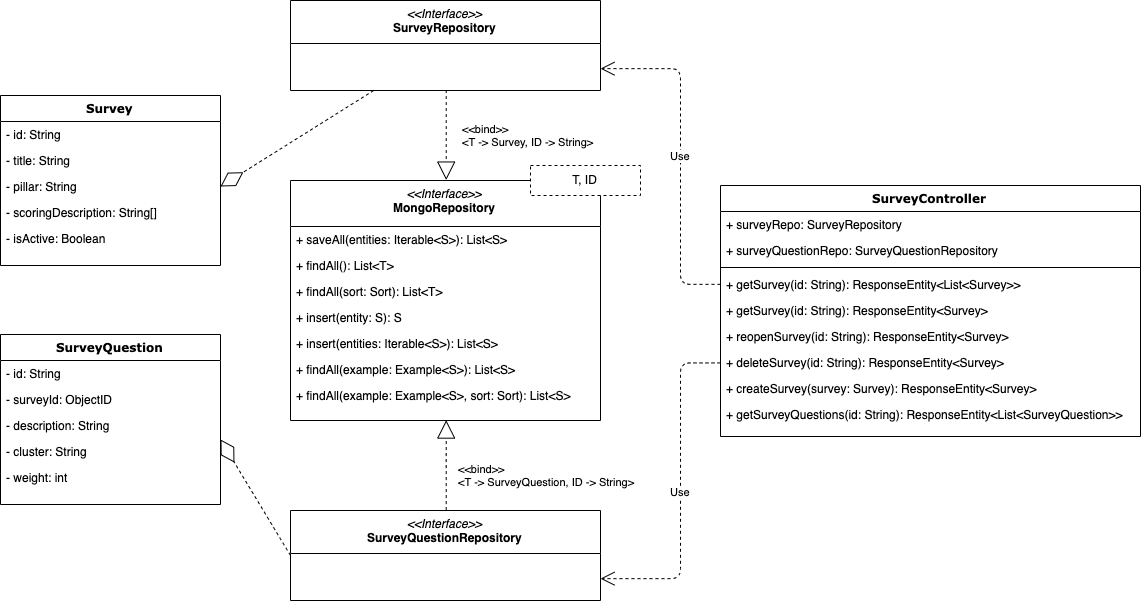 <<Interface>>
SurveyRepository
Survey
- id: String
- title: String
- pillar: String
- scoringDescription: String[]
- isActive: Boolean
<<bind>>
<T -> Survey, ID -> String>
Use
T, ID
<<Interface>>
MongoRepository
+ saveAll(entities: Iterable<S>): List<S>
+ findAll(): List<T>
+ findAll(sort: Sort): List<T>
+ insert(entity: S): S
+ insert(entities: Iterable<S>): List<S>
+ findAll(example: Example<S>): List<S>
+ findAll(example: Example<S>, sort: Sort): List<S>
SurveyController
+ surveyRepo: SurveyRepository
+ surveyQuestionRepo: SurveyQuestionRepository
+ getSurvey(id: String): ResponseEntity<List<Survey>>
+ getSurvey(id: String): ResponseEntity<Survey>
+ reopenSurvey(id: String): ResponseEntity<Survey>
+ deleteSurvey(id: String): ResponseEntity<Survey>
+ createSurvey(survey: Survey): ResponseEntity<Survey>
+ getSurveyQuestions(id: String): ResponseEntity<List<SurveyQuestion>>
SurveyQuestion
- id: String
- surveyId: ObjectID
- description: String
- cluster: String
- weight: int
<<bind>>
<T -> SurveyQuestion, ID -> String>
Use
<<Interface>>
SurveyQuestionRepository